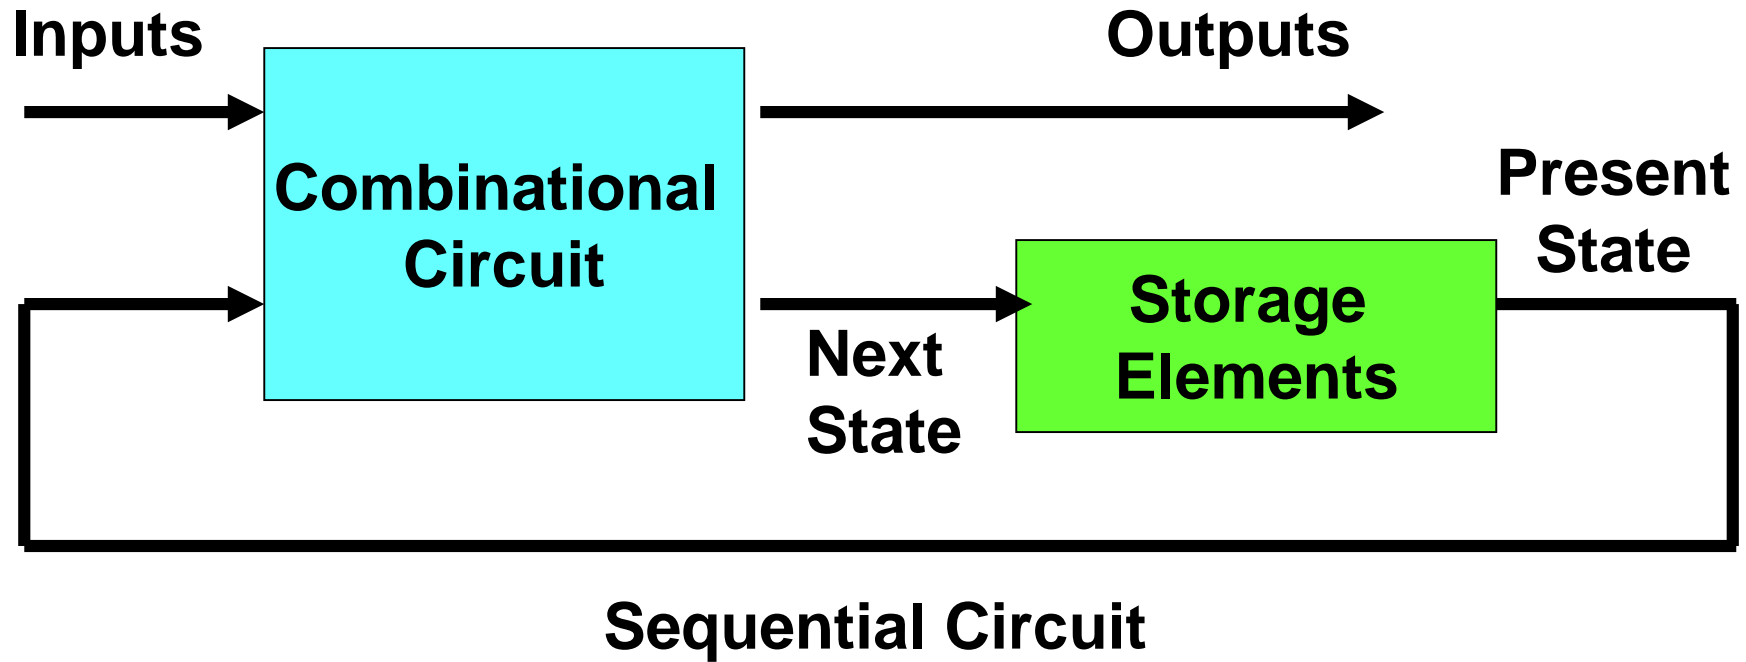 Inputs
Outputs
Combinational
Circuit
Present
State
Storage
Elements
Next
State
Sequential Circuit